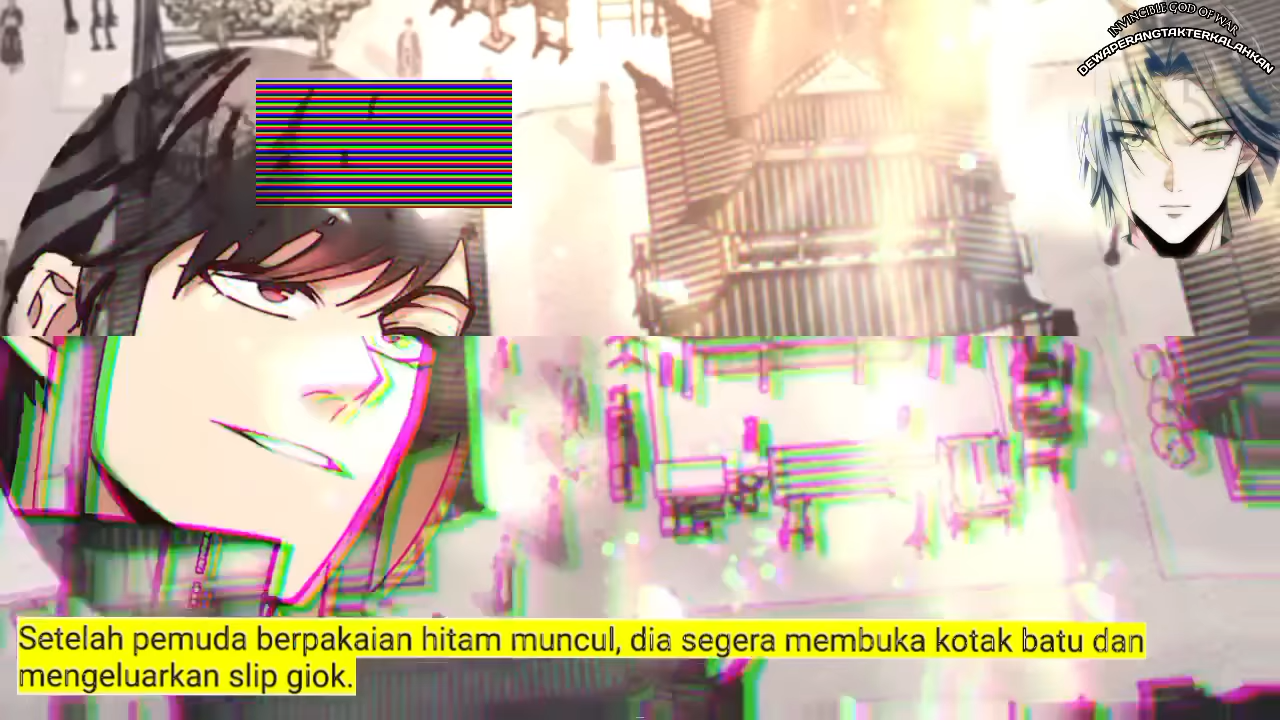 INVINCIBLE GOD OF WAR
DEWAPERANGTAKTERKALAHKAN
Setelah pemuda berpakaian hitam muncul, dia segera membuka kotak batu dan
mengeluarkan slip giok.